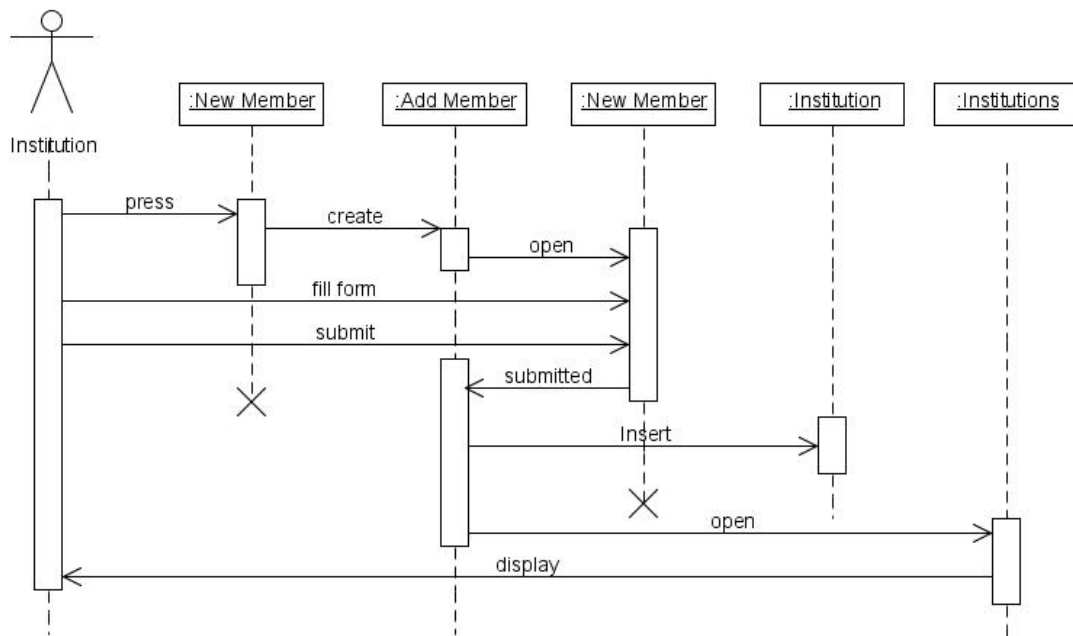 :New Member
:Add Member
:New Member
:Institution
:Institutions
Institution
press
create
open
fill form
submit
submitted
Insert
open
display